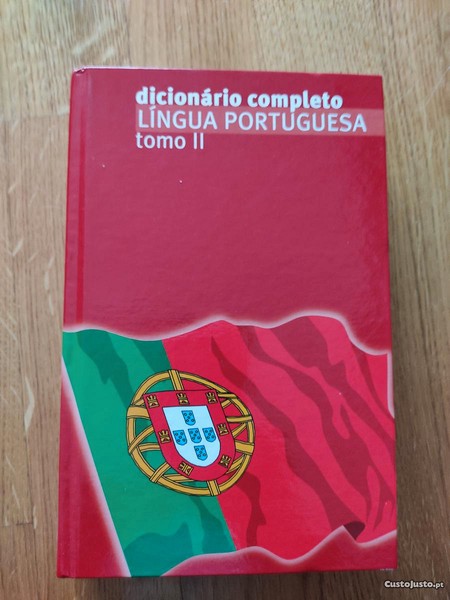 dicionário completo
LÍNGUA PORTUGUESA
tomo II
CustoJusto.pt